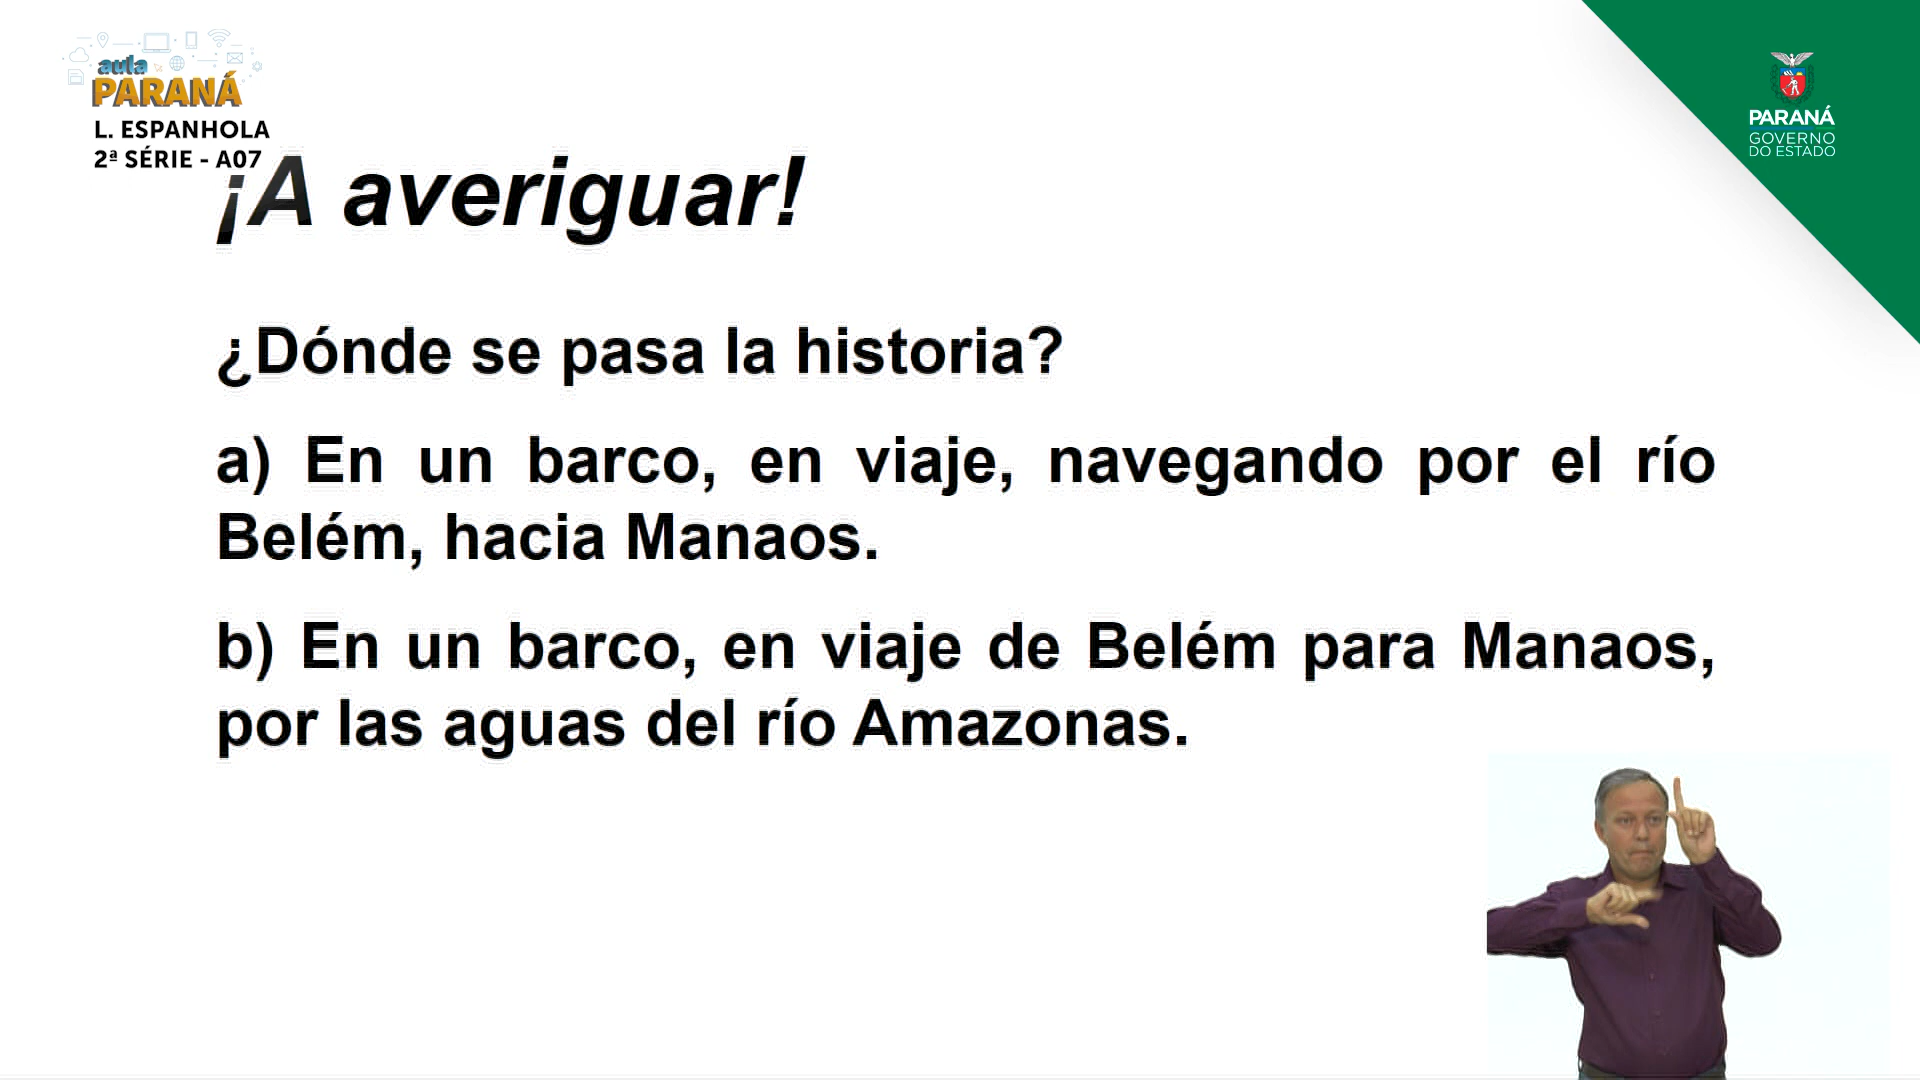 aula
PARANÁ
L. ESPANHOLA
2ª SÉRIE - A07
PARANÁ
GOVERNO
DO ESTADO
¡A averiguar!
¿Dónde se pasa la historia?
a) En un barco, en viaje, navegando por el río
Belém, hacia Manaos.
b) En un barco, en viaje de Belém para Manaos,
por las aguas del río Amazonas.